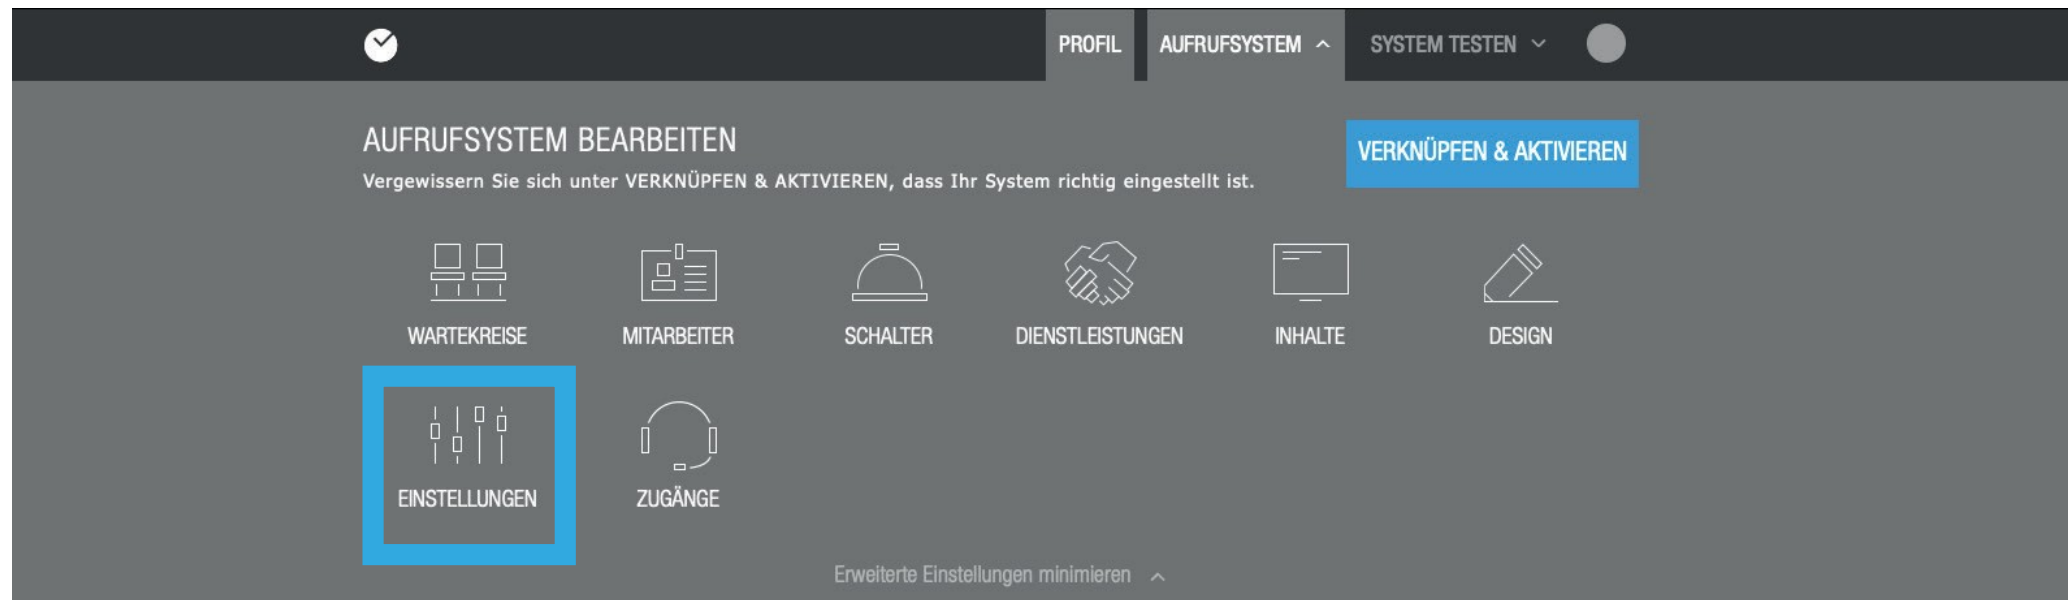 PROFIL AUFRUFSYSTEM SYSTEM TESTEN
AUFRUFSYSTEM BEARBEITEN
VERKNÜPFEN & AKTIVIEREN
Vergewissern Sie sich unter VERKNÜPFEN & AKTIVIEREN, dass Ihr System richtig eingestellt ist.
WARTEKREISE MITARBEITER SCHALTER DIENSTLEISTUNGEN INHALTE DESIGN
EINSTELLUNGEN ZUGÄNGE
Erweiterte Einstellungen minimieren